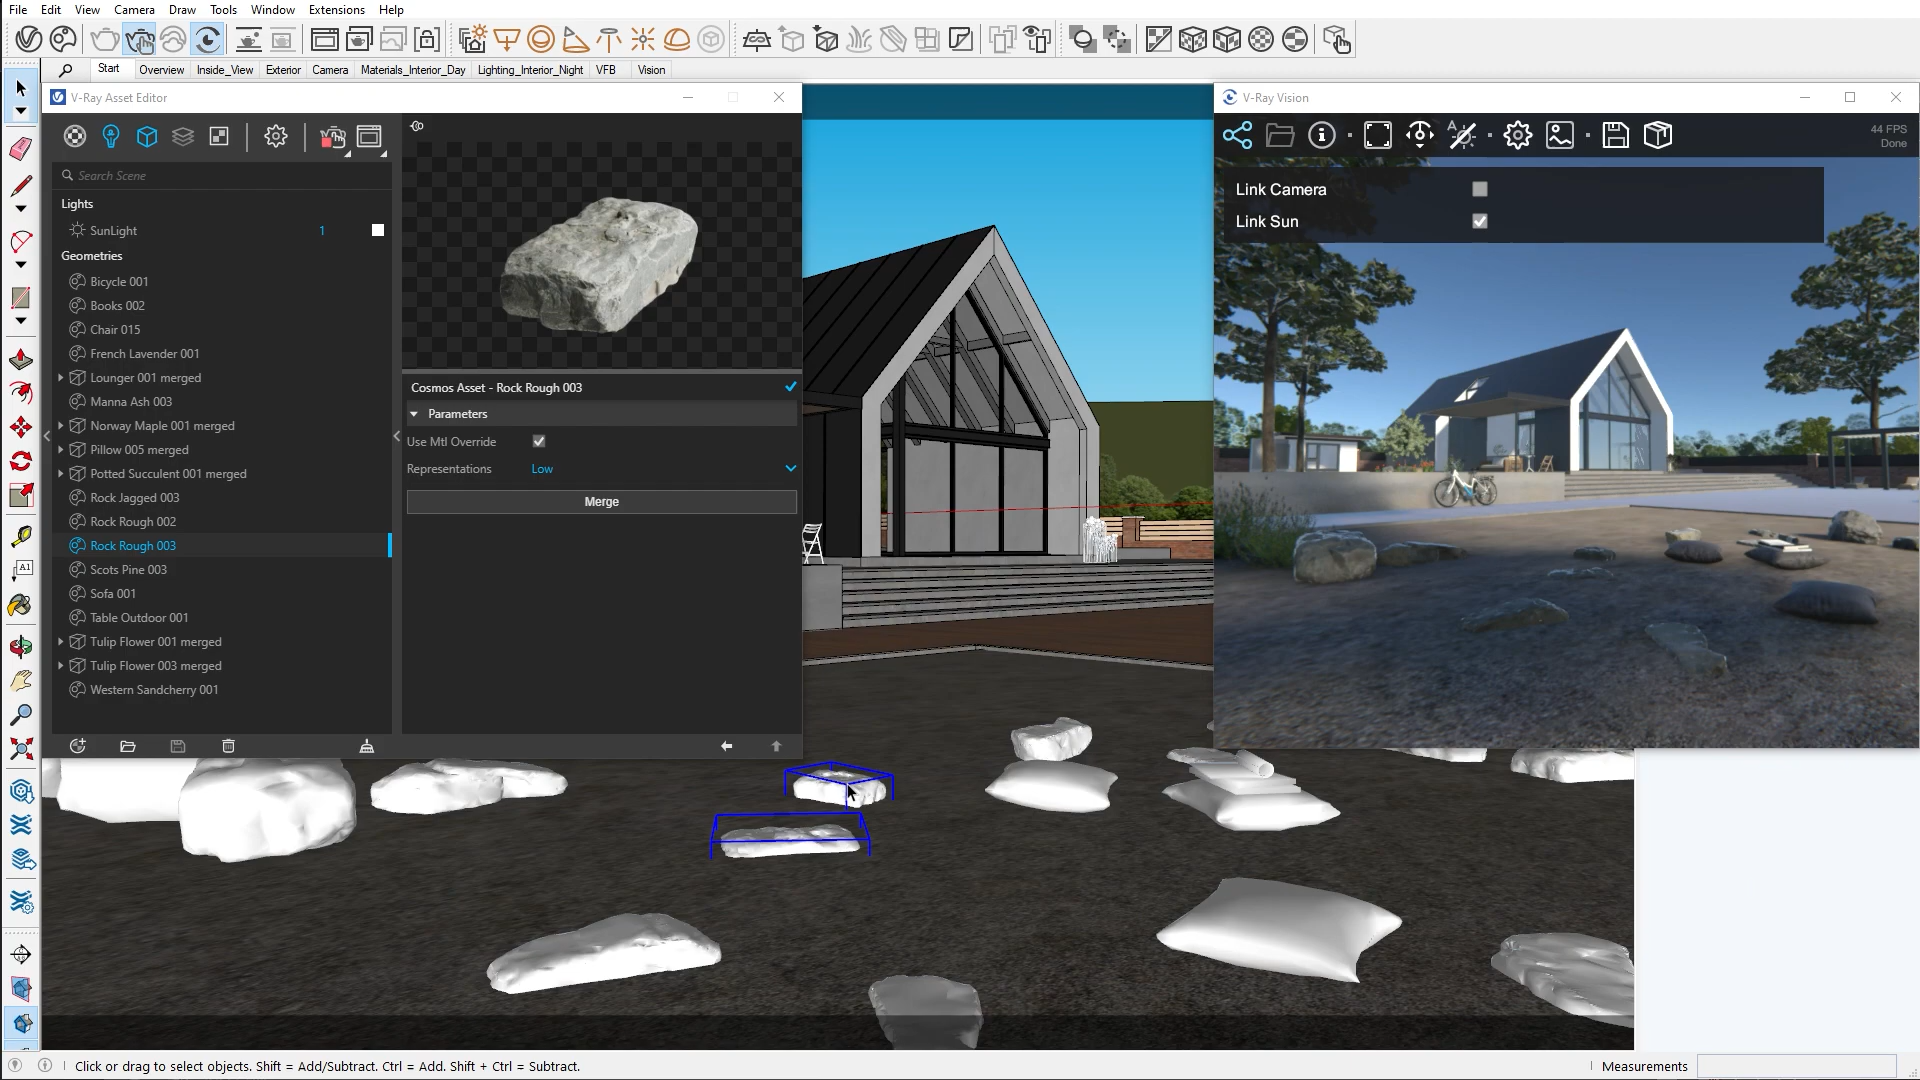 File Edit View Camera Draw Tools Window Extensions Help
Start Overview Inside_View Exterior Camera Materials_Interior_Day Lighting_Interior_Night VFB Vision
V-Ray Asset Editor
Search Scene
Lights
SunLight 1
Geometries
Bicycle 001
Books 002
Chair 015
French Lavender 001
Lounger 001 merged
Manna Ash 003
Norway Maple 001 merged
Pillow 005 merged
Potted Succulent 001 merged
Rock Jagged 003
Rock Rough 002
Rock Rough 003
Scots Pine 003
Sofa 001
Table Outdoor 001
Tulip Flower 001 merged
Tulip Flower 003 merged
Western Sandcherry 001
Cosmos Asset - Rock Rough 003
Parameters
Use Mtl Override
Representations Low
Merge
V-Ray Vision
44 FPS
Done
Link Camera
Link Sun
A1
Click or drag to select objects. Shift = Add/Subtract. Ctrl = Add. Shift + Ctrl = Subtract.
Measurements